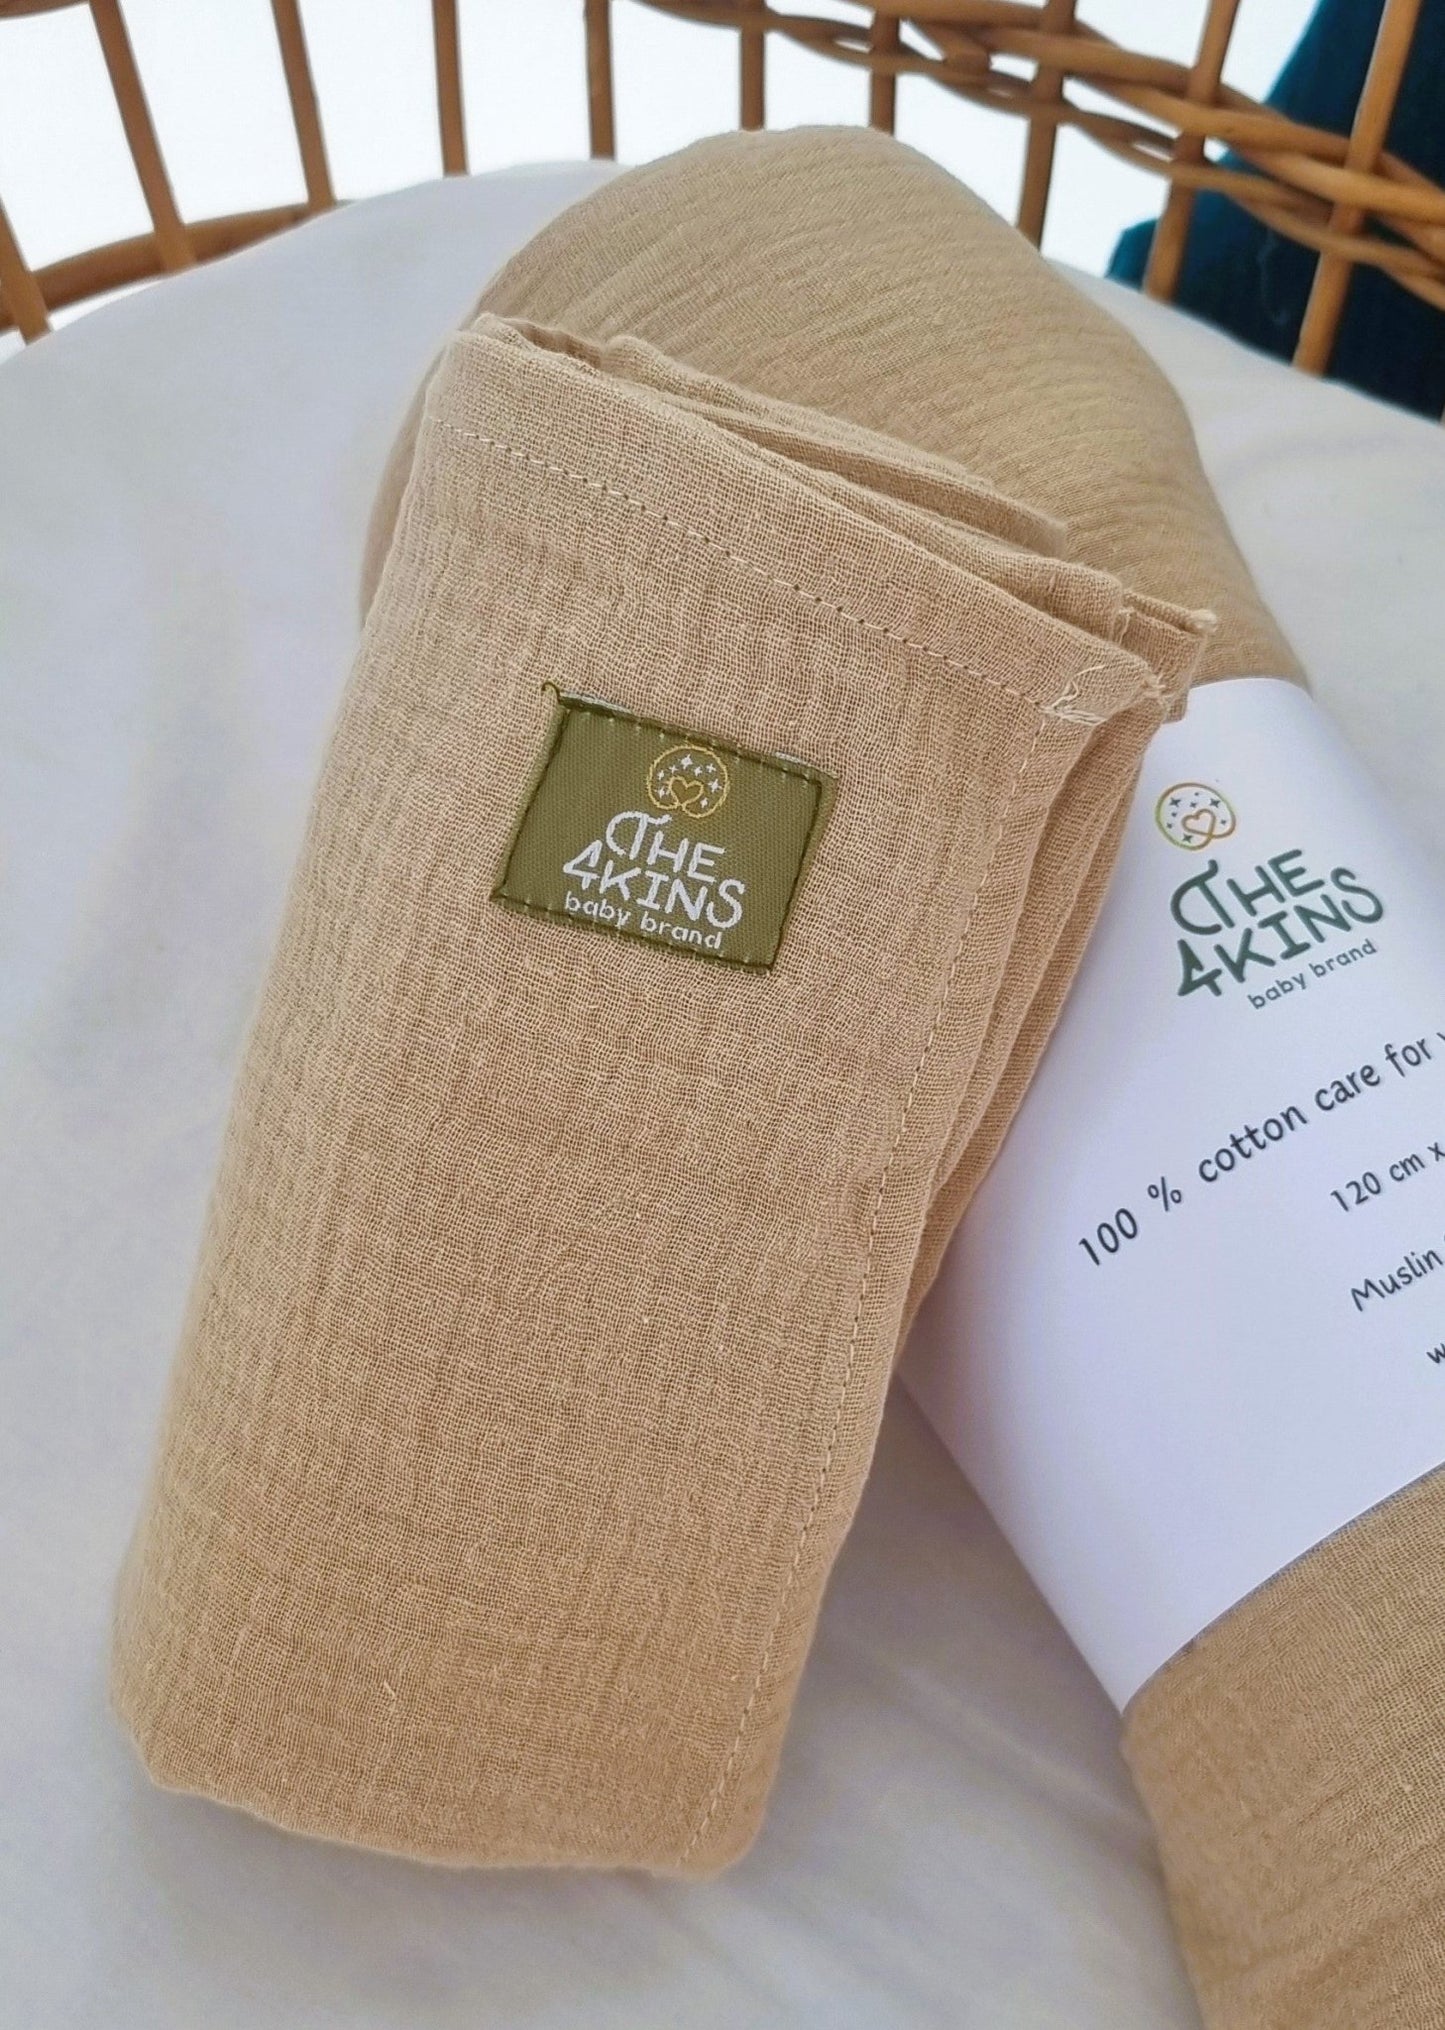 THE
4KINS
baby brand
THE
4KINS
baby brand
100 % cotton care for
120 cm x
Muslin